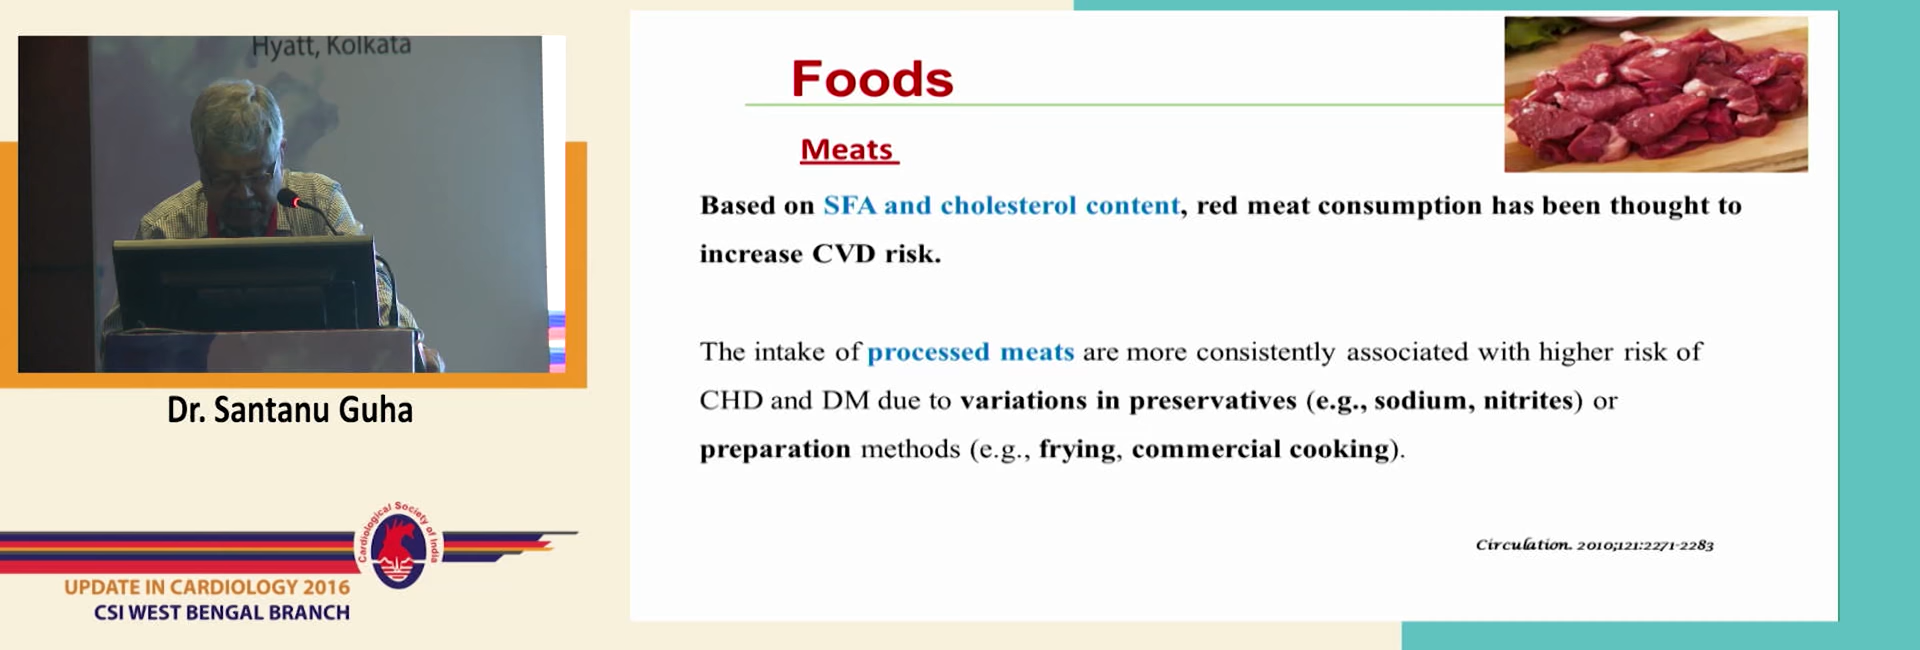 Hyatt, Kolkata
Dr. Santanu Guha
Cardiological Society of India
UPDATE IN CARDIOLOGY 2016
CSI WEST BENGAL BRANCH
Foods
Meats
Based on SFA and cholesterol content, red meat consumption has been thought to
increase CVD risk.
The intake of processed meats are more consistently associated with higher risk of
CHD and DM due to variations in preservatives (e.g., sodium, nitrites) or
preparation methods (e.g., frying, commercial cooking).
Circulation. 2010;121:2271-2283